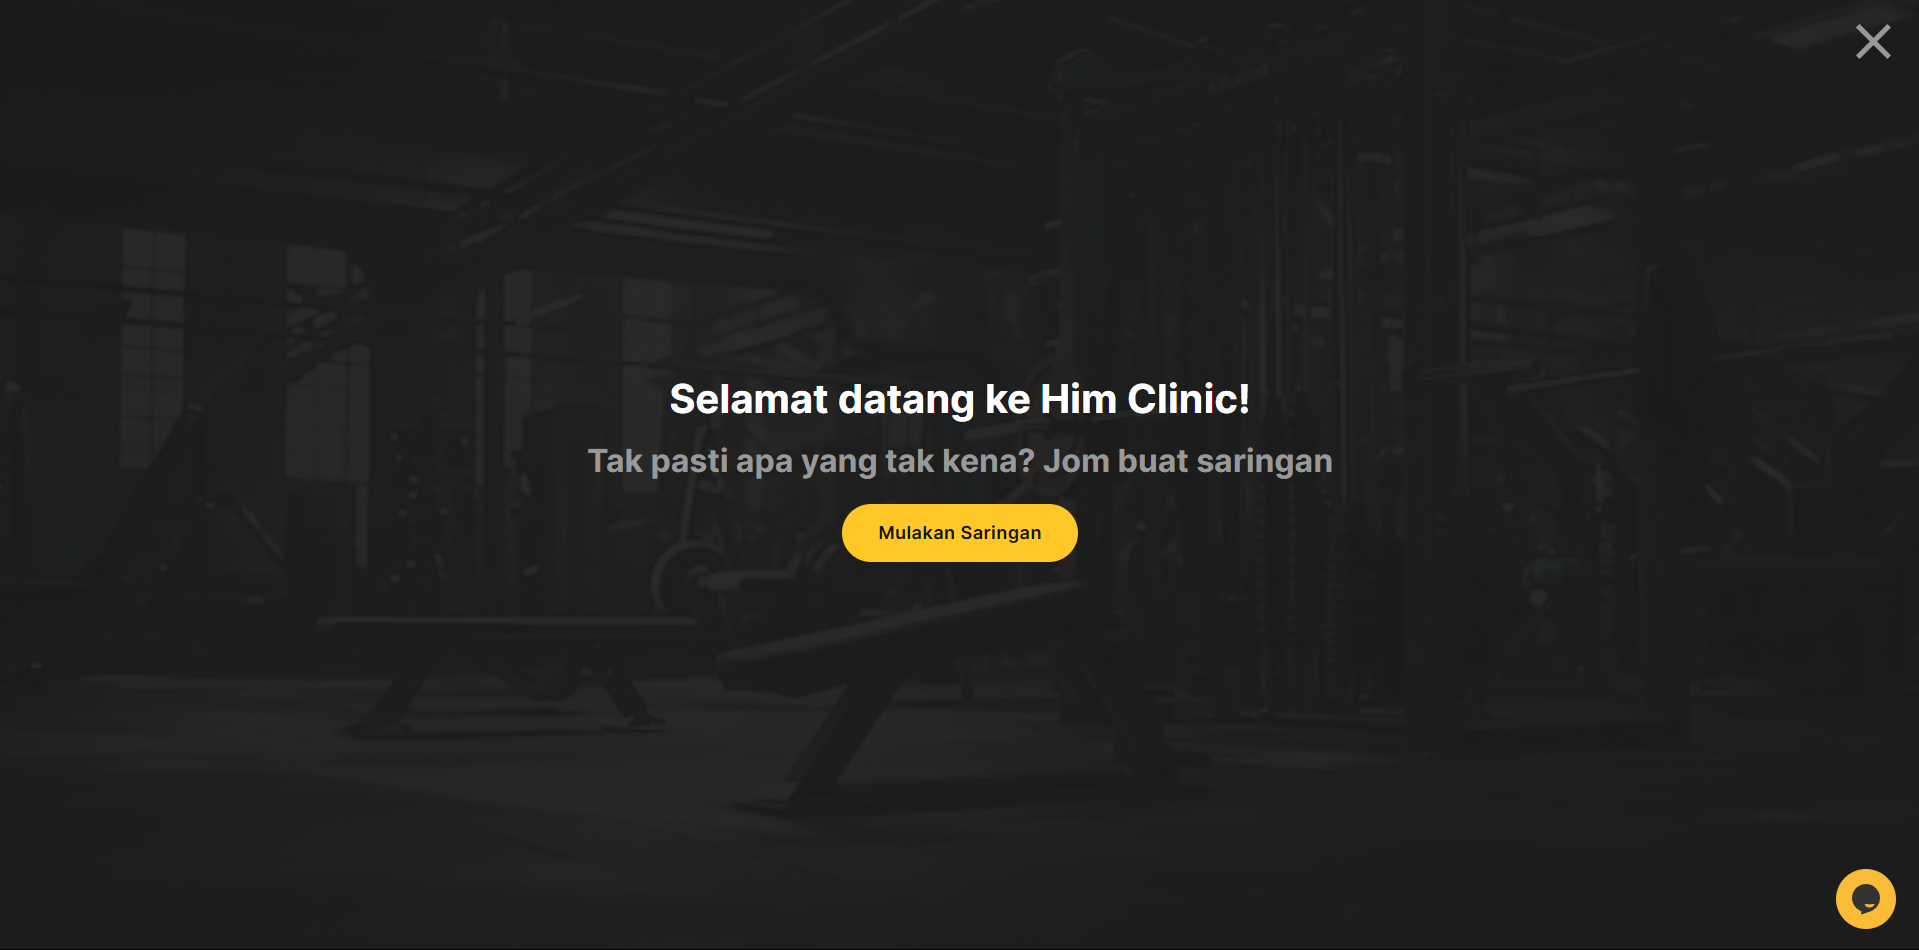 Selamat datang ke Him Clinic!
Tak pasti apa yang tak kena? Jom buat saringan
Mulakan Saringan